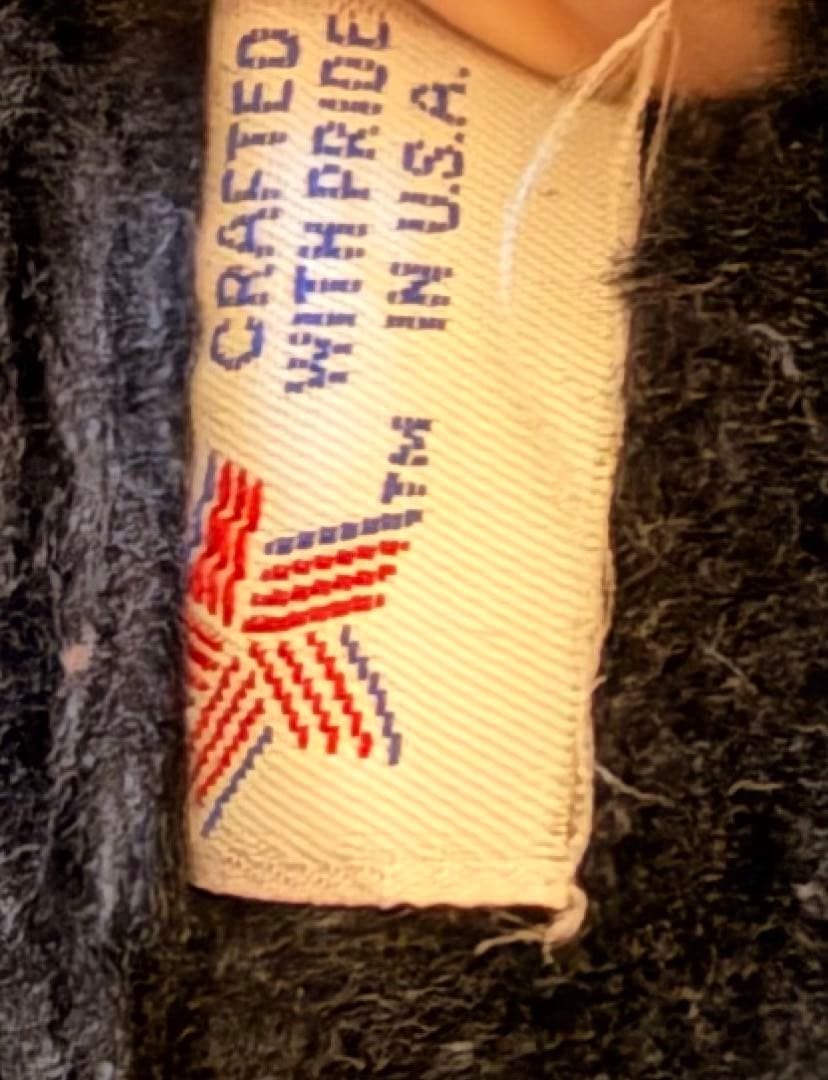 CRAFTED
WITH PRIDE
IN U.S.A.
TM